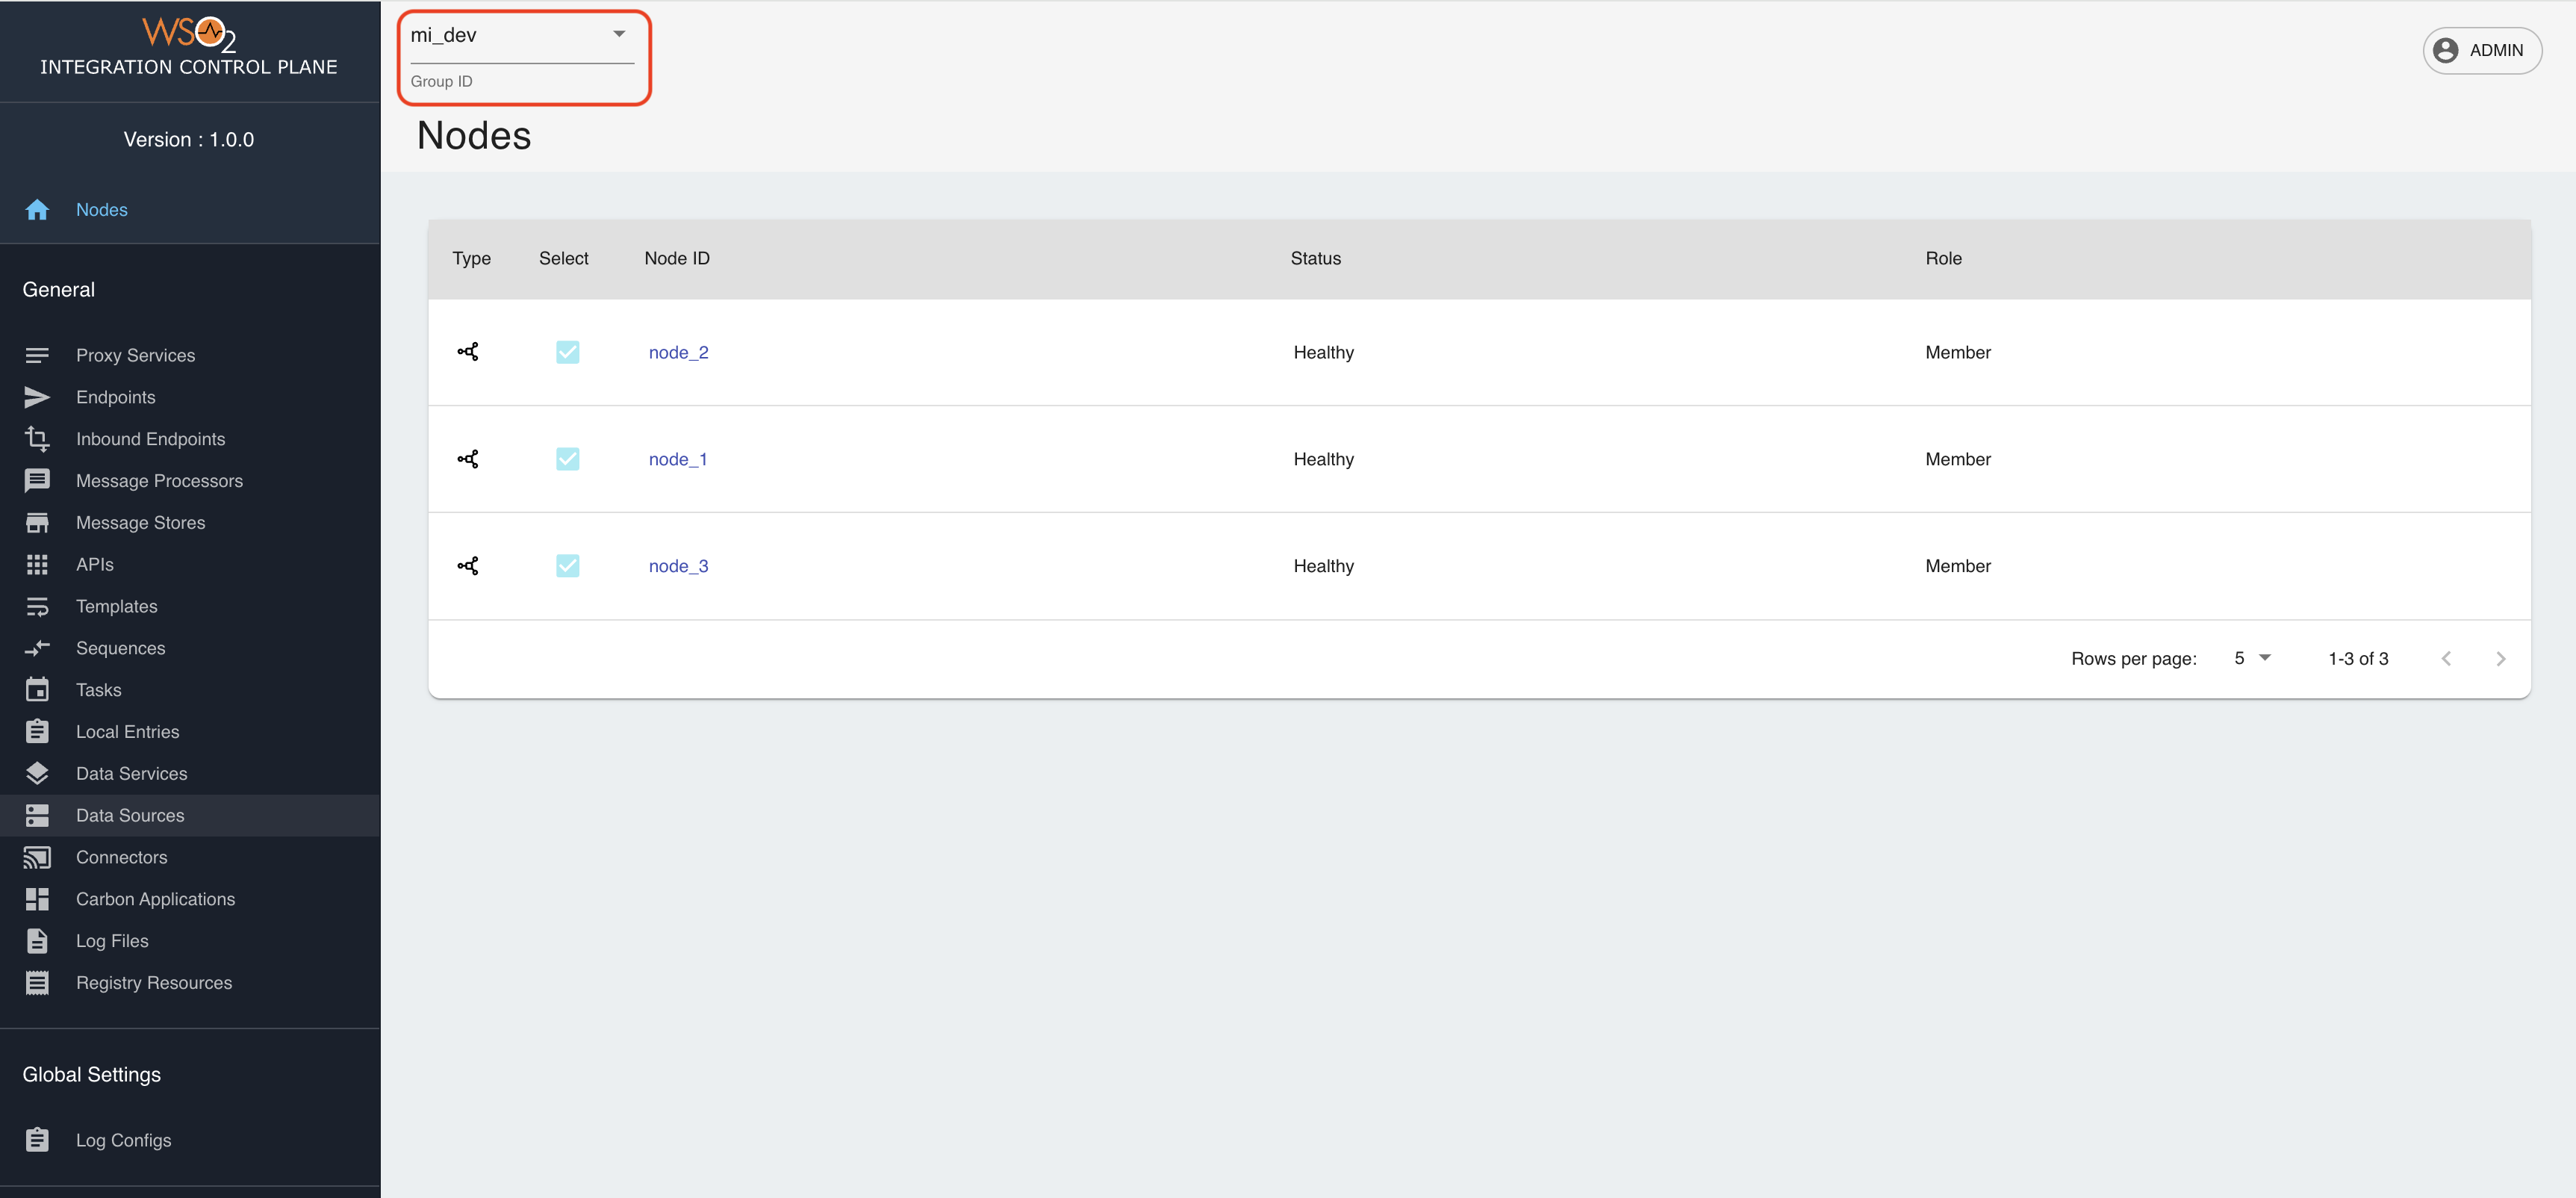 WSO2
INTEGRATION CONTROL PLANE
Version : 1.0.0
Nodes
General
Proxy Services
Endpoints
Inbound Endpoints
Message Processors
Message Stores
APIs
Templates
Sequences
Tasks
Local Entries
Data Services
Data Sources
Connectors
Carbon Applications
Log Files
Registry Resources
Global Settings
Log Configs
mi_dev
Group ID
ADMIN
Nodes
Type Select Node ID Status Role
node_2 Healthy Member
node_1 Healthy Member
node_3 Healthy Member
Rows per page: 5 1-3 of 3